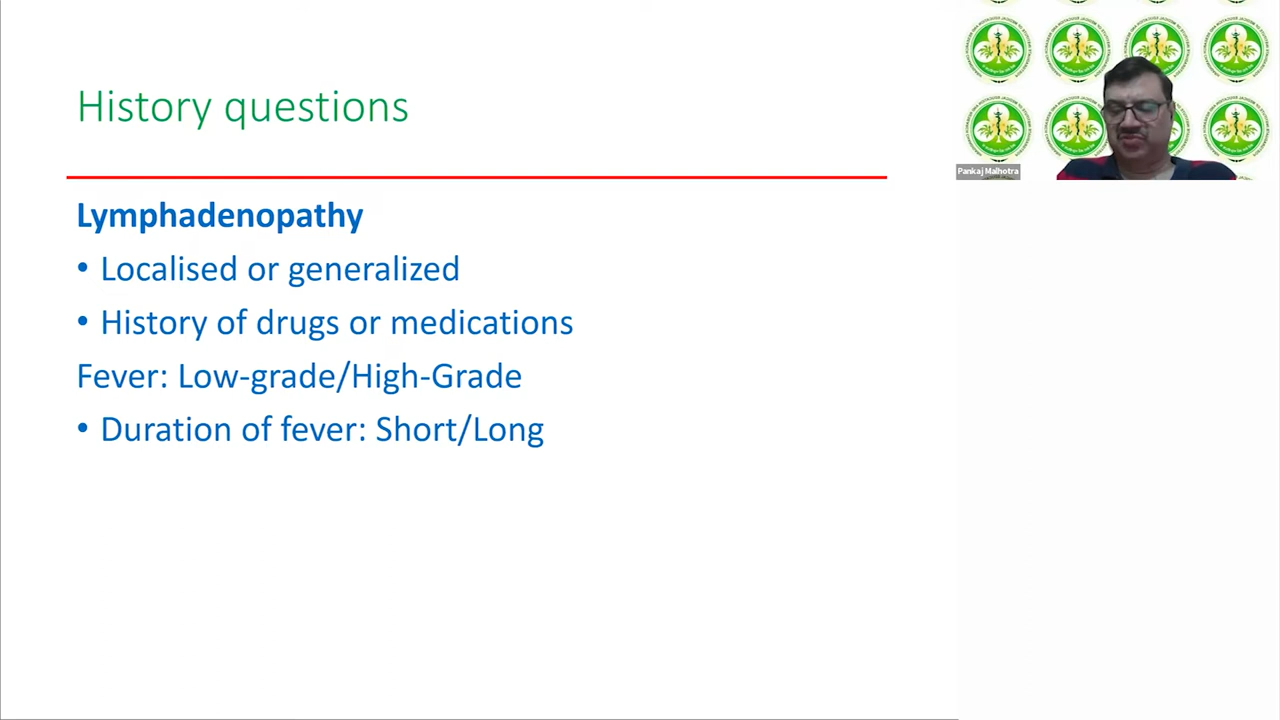 History questions
Lymphadenopathy
• Localised or generalized
• History of drugs or medications
Fever: Low-grade/High-Grade
• Duration of fever: Short/Long
Pankaj Malhotra